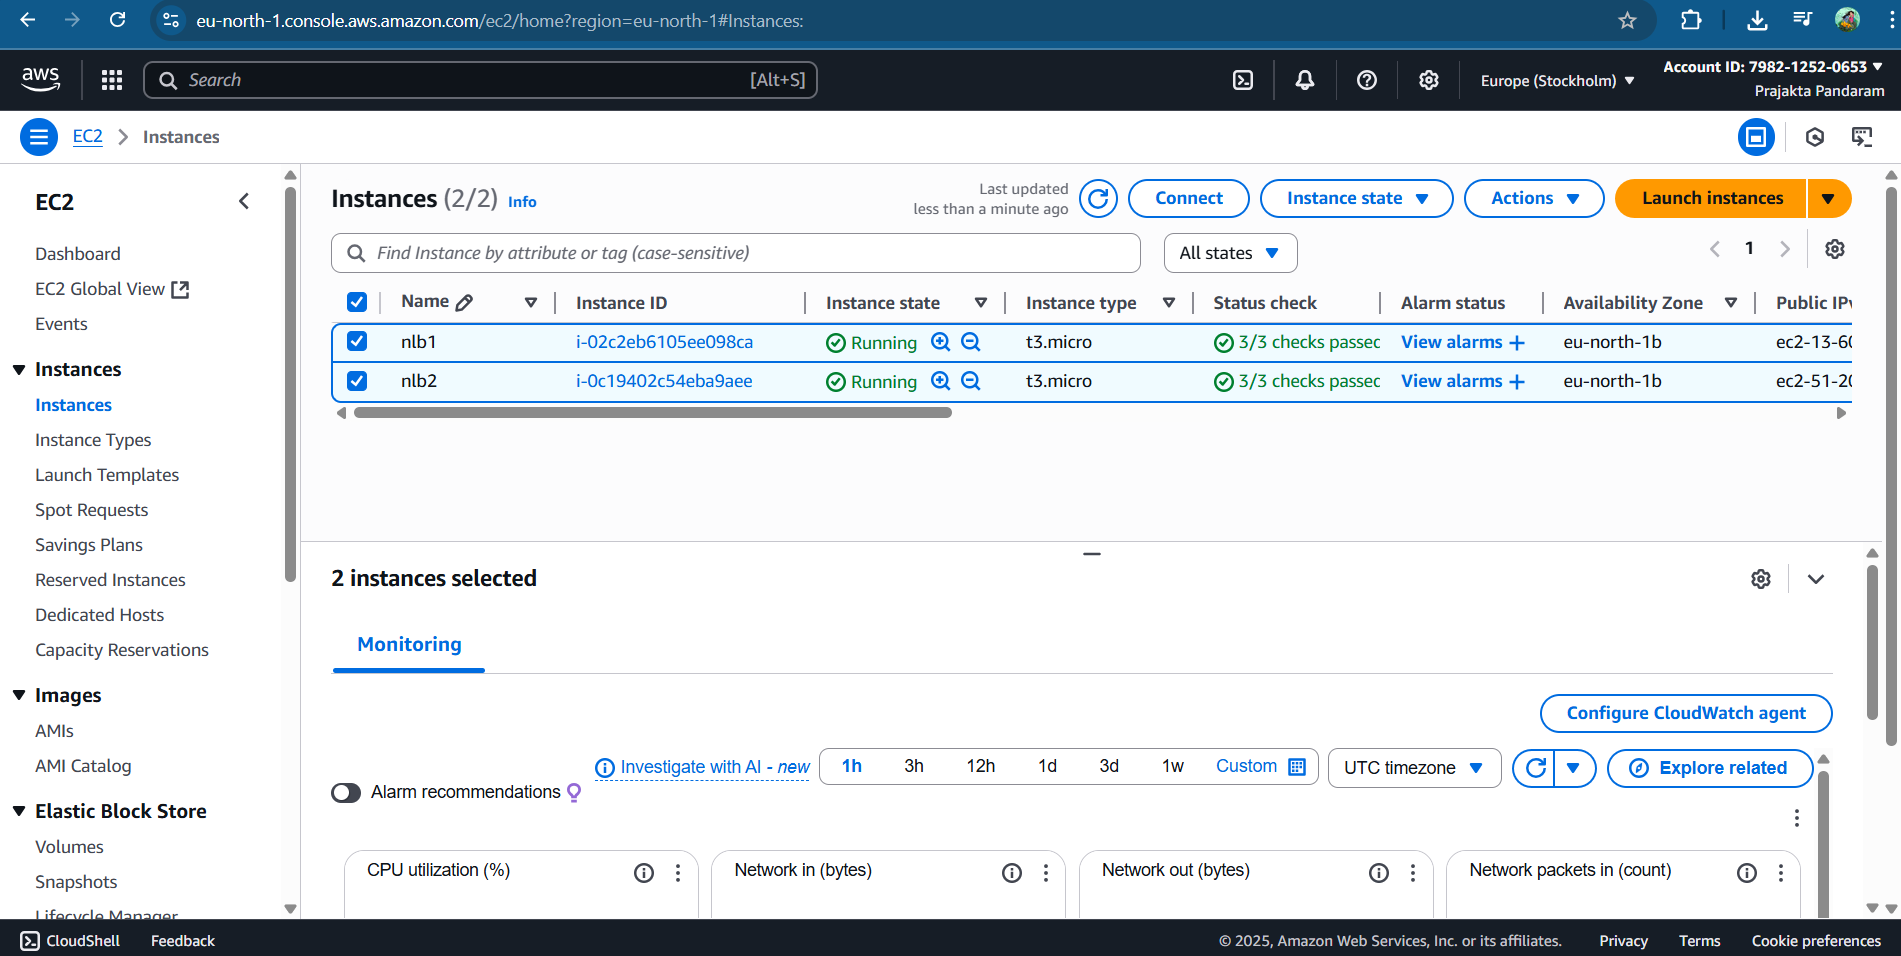 eu-north-1.console.aws.amazon.com/ec2/home?region=eu-north-1#Instances:
aws
Search
[Alt+S]
Europe (Stockholm)
Account ID: 7982-1252-0653
Prajakta Pandaram
EC2
Instances
EC2
Dashboard
EC2 Global View
Events
Instances
Instances
Instance Types
Launch Templates
Spot Requests
Savings Plans
Reserved Instances
Dedicated Hosts
Capacity Reservations
Images
AMIs
AMI Catalog
Elastic Block Store
Volumes
Snapshots
Lifecycle Manager
Instances (2/2) Info
Last updated
less than a minute ago
Connect
Instance state
Actions
Launch instances
Find Instance by attribute or tag (case-sensitive)
All states
1
Name Instance ID Instance state Instance type Status check Alarm status Availability Zone Public IPv
nlb1 i-02c2eb6105ee098ca Running t3.micro 3/3 checks passec View alarms + eu-north-1b ec2-13-60
nlb2 i-0c19402c54eba9aee Running t3.micro 3/3 checks passec View alarms + eu-north-1b ec2-51-20
2 instances selected
Monitoring
Configure CloudWatch agent
Alarm recommendations
Investigate with AI - new
1h 3h 12h 1d 3d 1w Custom
UTC timezone
Explore related
CPU utilization (%)
Network in (bytes)
Network out (bytes)
Network packets in (count)
CloudShell
Feedback
© 2025, Amazon Web Services, Inc. or its affiliates.
Privacy
Terms
Cookie preferences